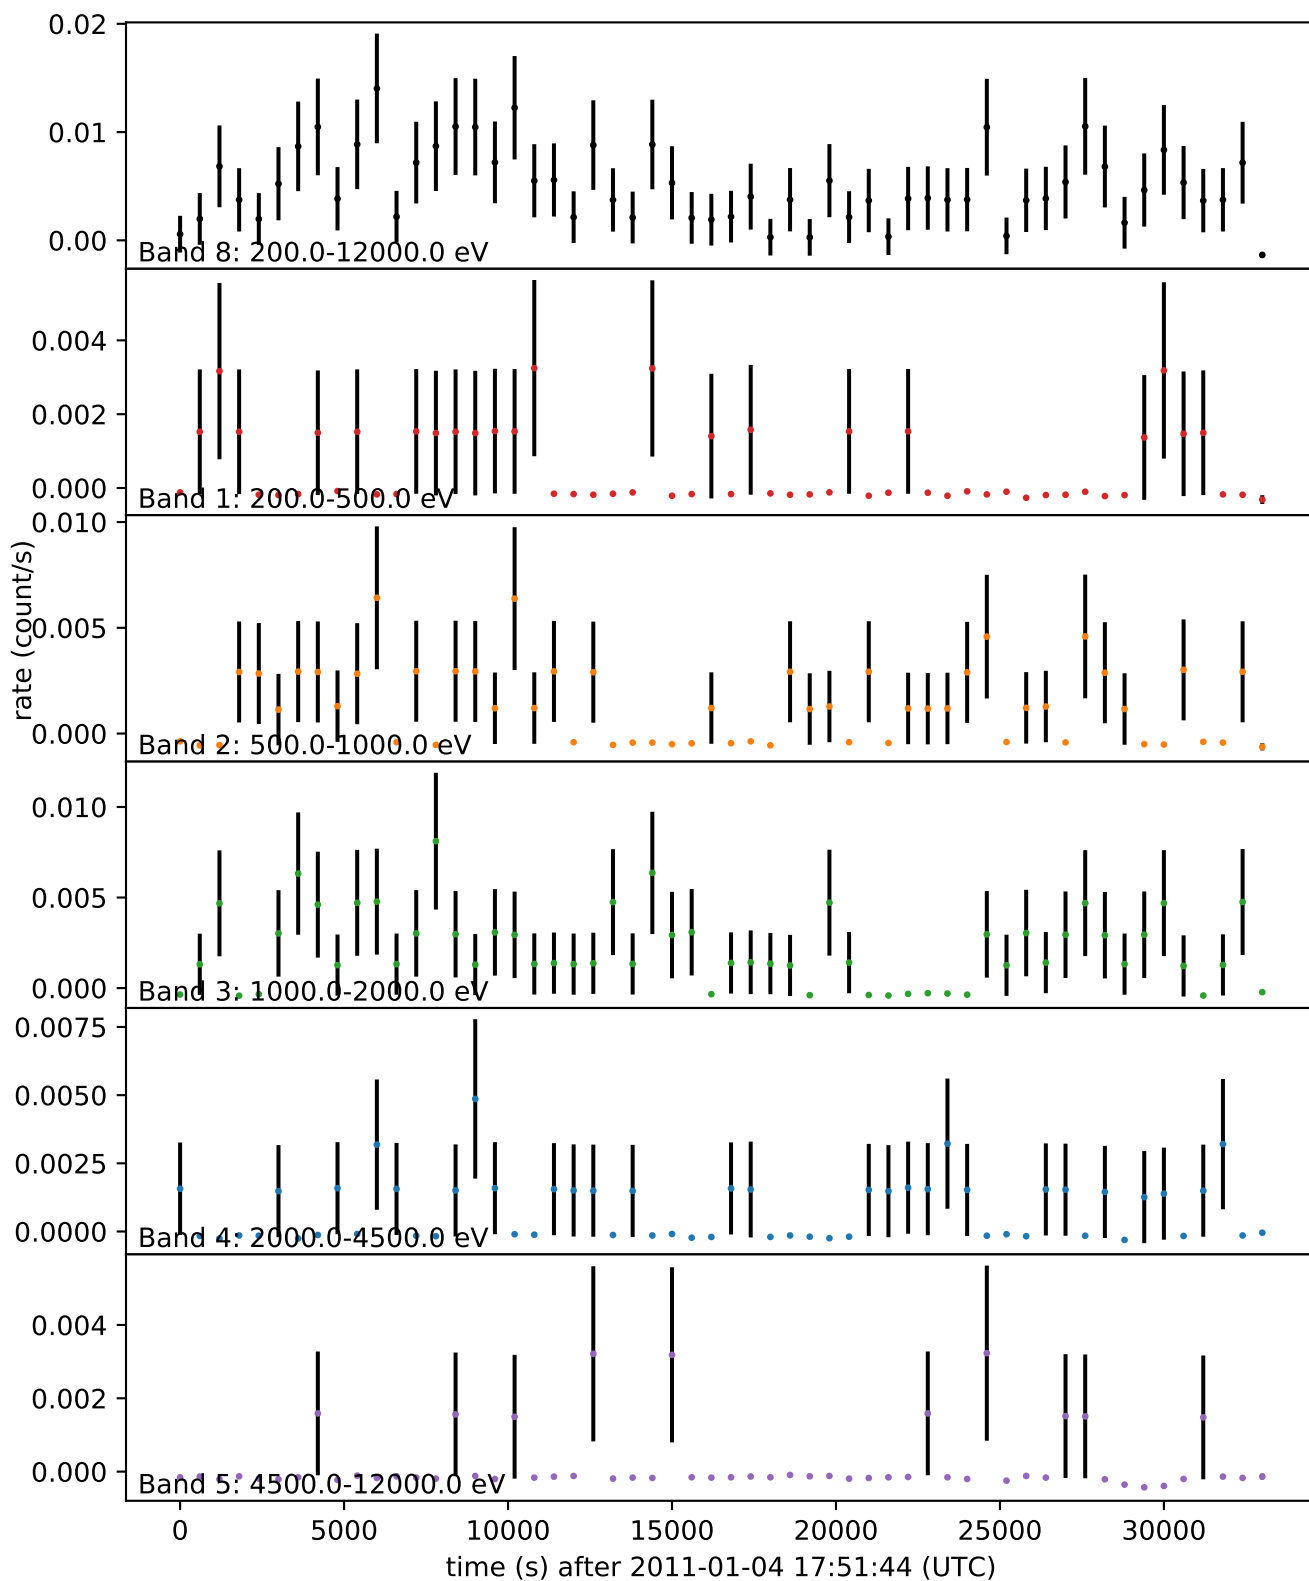 0.02
0.01
0.00
Band 8: 200.0-12000.0 eV
0.004
0.002
0.000
Band 1: 200.0-500.0 eV
0.010
0.005
0.000
Band 2: 500.0-1000.0 eV
rate (count/s)
0.010
0.005
0.000
Band 3: 1000.0-2000.0 eV
0.0075
0.0050
0.0025
0.0000
Band 4: 2000.0-4500.0 eV
0.004
0.002
0.000
Band 5: 4500.0-12000.0 eV
0 5000 10000 15000 20000 25000 30000
time (s) after 2011-01-04 17:51:44 (UTC)